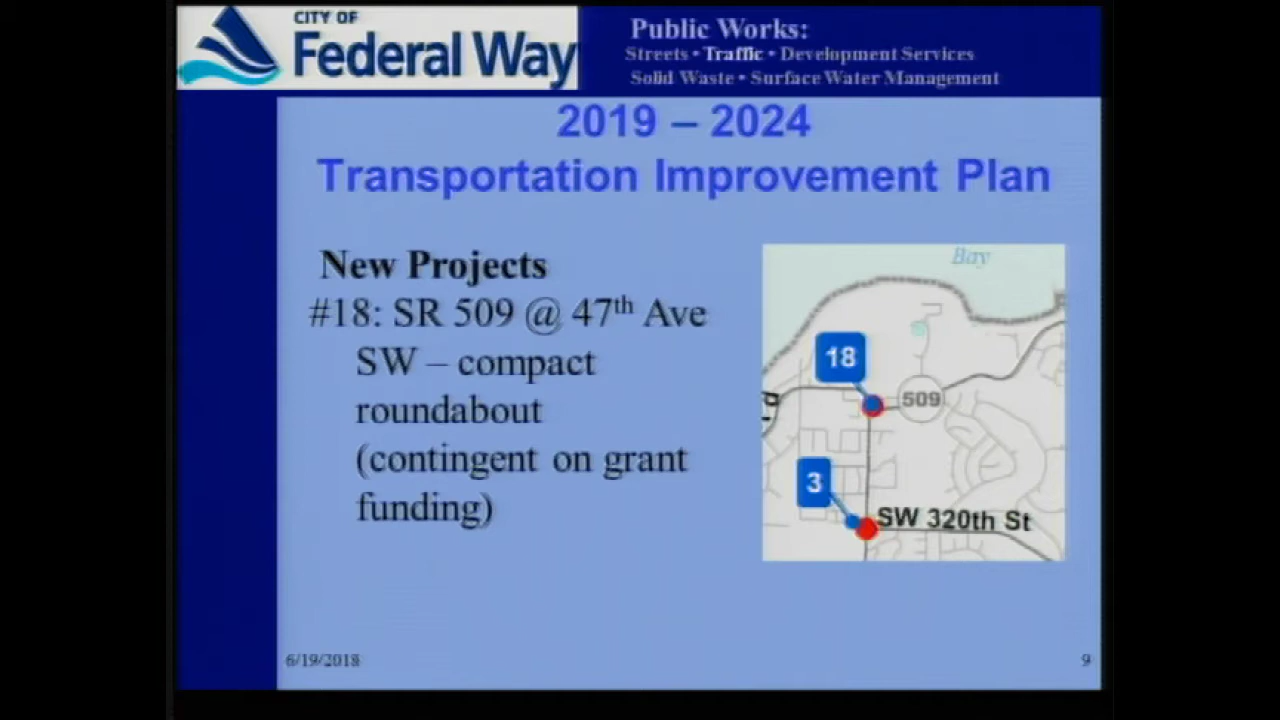 CITY OF
Federal Way
Public Works:
Streets • Traffic • Development Services
Solid Waste • Surface Water Management
2019 – 2024
Transportation Improvement Plan
New Projects
#18: SR 509 @ 47th Ave
SW – compact
roundabout
(contingent on grant
funding)
Bay
18
509
rd
3
SW 320th St
6/19/2018
9